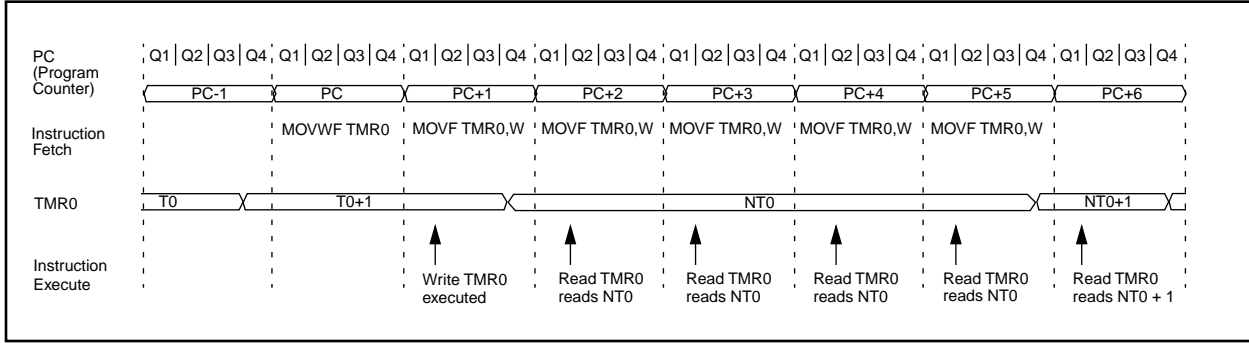 PC
(Program
Counter)
Q1 Q2 Q3 Q4 Q1 Q2 Q3 Q4 Q1 Q2 Q3 Q4 Q1 Q2 Q3 Q4 Q1 Q2 Q3 Q4 Q1 Q2 Q3 Q4 Q1 Q2 Q3 Q4 Q1 Q2 Q3 Q4
PC-1 PC PC+1 PC+2 PC+3 PC+4 PC+5 PC+6
Instruction
Fetch
MOVWF TMR0 MOVF TMR0,W MOVF TMR0,W MOVF TMR0,W MOVF TMR0,W MOVF TMR0,W
TMR0
T0 T0+1 NT0 NT0+1
Instruction
Execute
Write TMR0
executed
Read TMR0
reads NT0
Read TMR0
reads NT0
Read TMR0
reads NT0
Read TMR0
reads NT0
Read TMR0
reads NT0 + 1